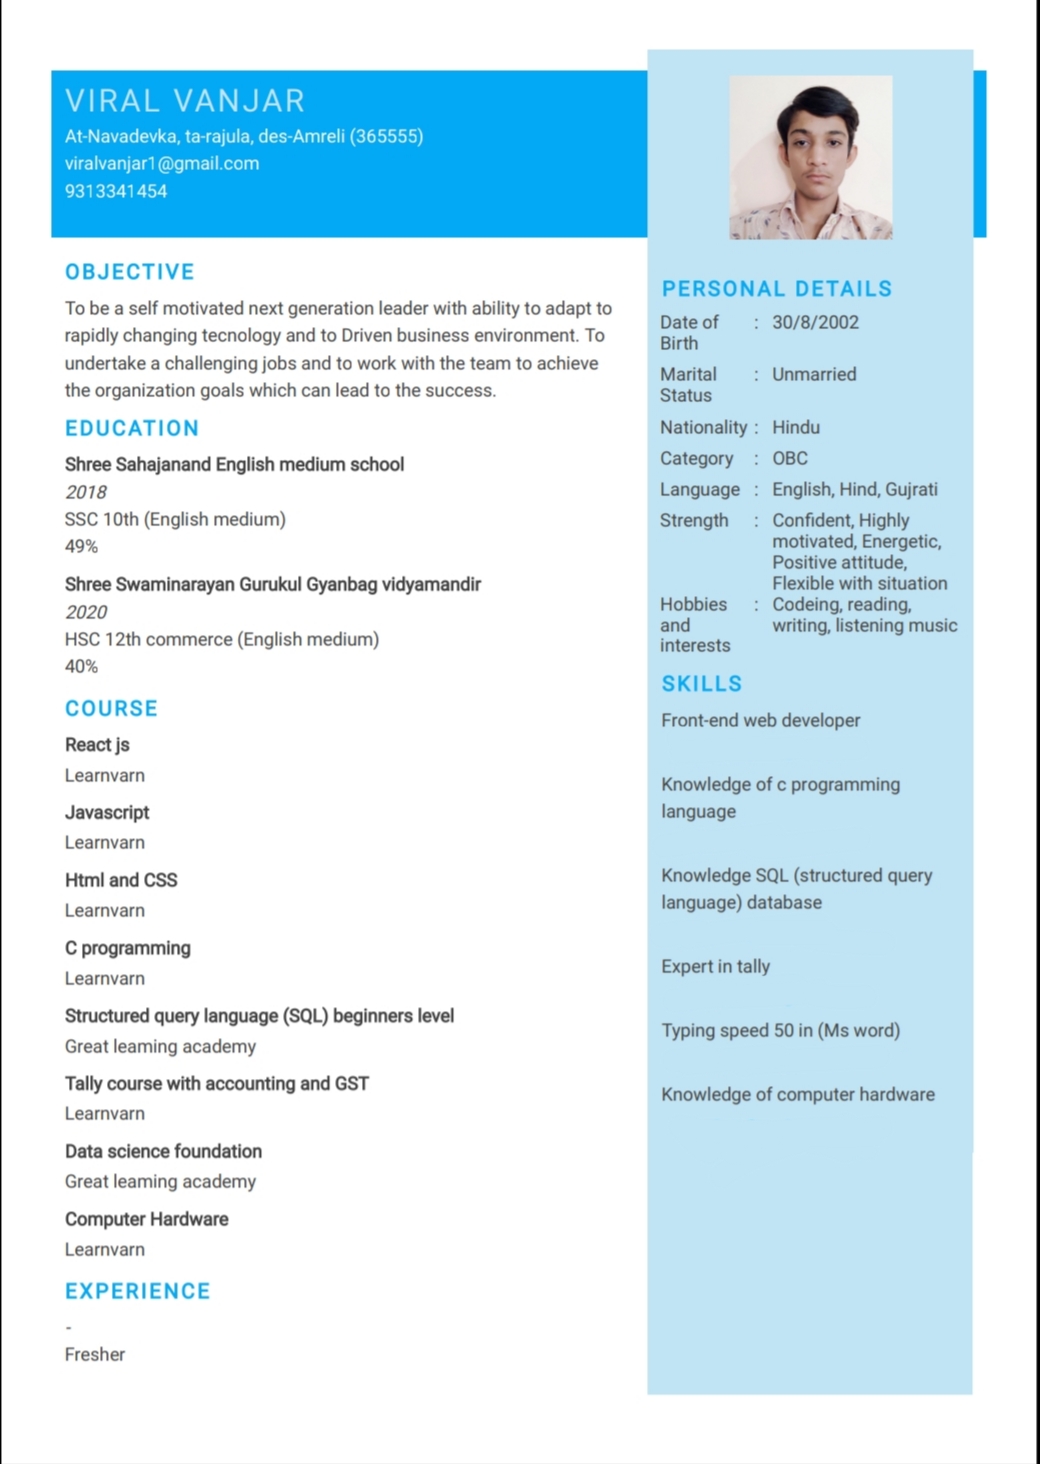 VIRAL VANJAR
At-Navadevka, ta-rajula, des-Amreli (365555)
viralvanjar1@gmail.com
9313341454
OBJECTIVE
To be a self motivated next generation leader with ability to adapt to
rapidly changing tecnology and to Driven business environment. To
undertake a challenging jobs and to work with the team to achieve
the organization goals which can lead to the success.
EDUCATION
Shree Sahajanand English medium school
2018
SSC 10th (English medium)
49%
Shree Swaminarayan Gurukul Gyanbag vidyamandir
2020
HSC 12th commerce (English medium)
40%
COURSE
React js
Learnvarn
Javascript
Learnvarn
Html and CSS
Learnvarn
C programming
Learnvarn
Structured query language (SQL) beginners level
Great learning academy
Tally course with accounting and GST
Learnvarn
Data science foundation
Great learning academy
Computer Hardware
Learnvarn
EXPERIENCE
-
Fresher
PERSONAL DETAILS
Date of : 30/8/2002
Birth
Marital : Unmarried
Status
Nationality : Hindu
Category : OBC
Language : English, Hind, Gujrati
Strength : Confident, Highly
motivated, Energetic,
Positive attitude,
Flexible with situation
Hobbies : Codeing, reading,
and writing, listening music
interests
SKILLS
Front-end web developer
Knowledge of c programming
language
Knowledge SQL (structured query
language) database
Expert in tally
Typing speed 50 in (Ms word)
Knowledge of computer hardware